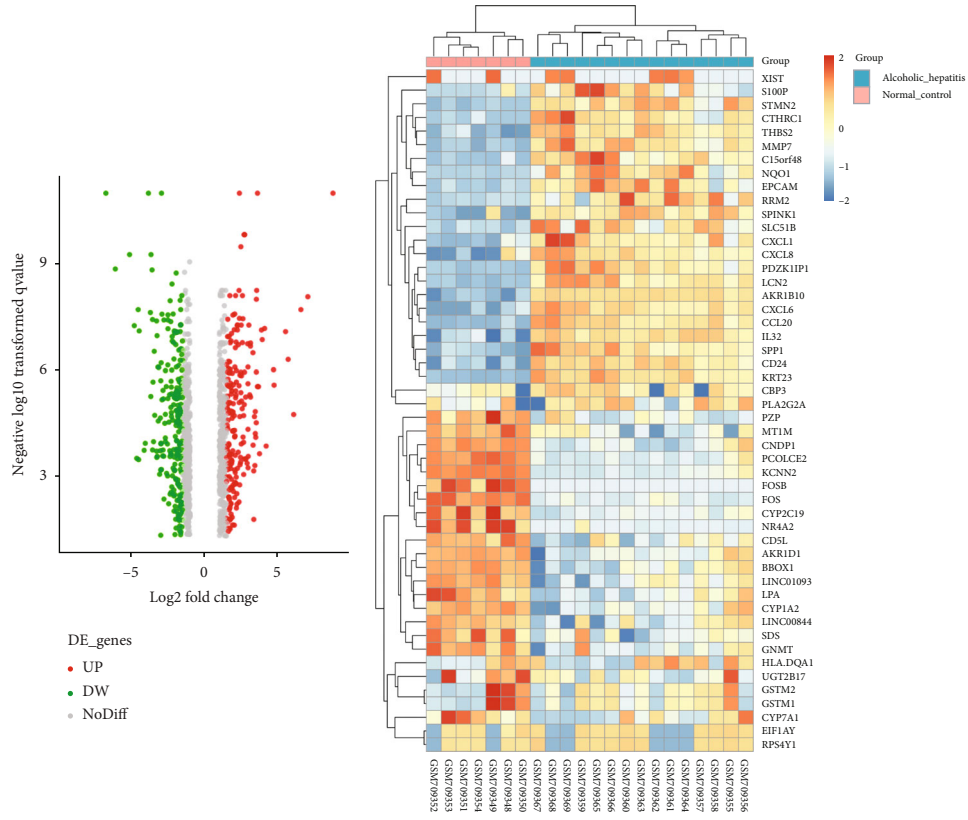 Negative log10 transformed qvalue
9
6
3
−5
0
5
Log2 fold change
DE_genes
UP
DW
NoDiff
Group
XIST
S100P
STMN2
CTHRC1
THBS2
MMP7
C15orf48
NQO1
EPCAM
RRM2
SPINK1
SLC51B
CXCL1
CXCL8
PDZK1IP1
LCN2
AKR1B10
CXCL6
CCL20
IL32
SPP1
CD24
KRT23
CBP3
PLA2G2A
PZP
MT1M
CNDP1
PCOLCE2
KCNN2
FOSB
FOS
CYP2C19
NR4A2
CD5L
AKR1D1
BBOX1
LINC01093
LPA
CYP1A2
LINC00844
SDS
GNMT
HLA.DQA1
UGT2B17
GSTM2
GSTM1
CYP7A1
EIF1AY
RPS4Y1
GSM709352
GSM709353
GSM709351
GSM709354
GSM709349
GSM709348
GSM709350
GSM709367
GSM709368
GSM709369
GSM709359
GSM709365
GSM709366
GSM709360
GSM709363
GSM709362
GSM709361
GSM709364
GSM709357
GSM709358
GSM709355
GSM709356
2
0
−1
−2
Group
Alcoholic_hepatitis
Normal_control